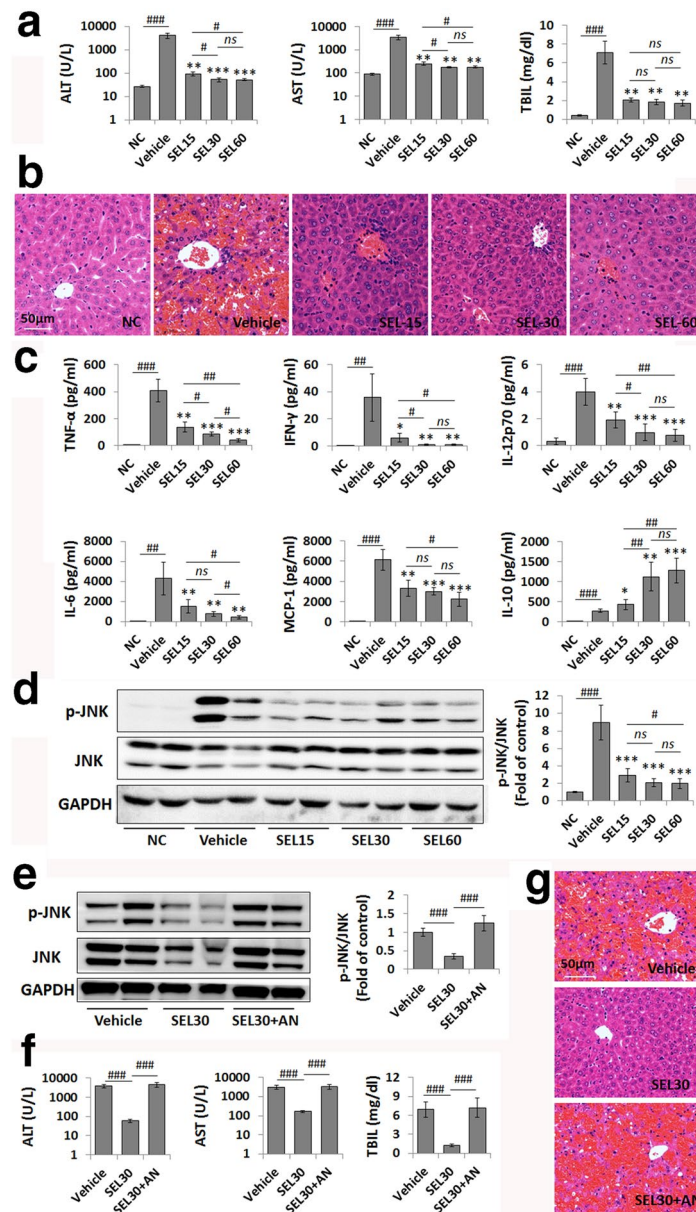 a
ALT (U/L)
10000
1000
100
10
1
###
#
#
ns
**
***
***
NC
Vehicle
SEL15
SEL30
SEL60
AST (U/L)
10000
1000
100
10
1
###
#
#
ns
**
**
**
NC
Vehicle
SEL15
SEL30
SEL60
TBIL (mg/dl)
10
8
6
4
2
0
###
ns
ns
ns
**
**
**
NC
Vehicle
SEL15
SEL30
SEL60
b
50μm
NC
Vehicle
SEL-15
SEL-30
SEL-60
c
TNF-α (pg/ml)
600
400
200
0
###
##
#
#
**
***
***
NC
Vehicle
SEL15
SEL30
SEL60
IFN-γ (pg/ml)
60
40
20
0
##
#
#
ns
*
**
**
NC
Vehicle
SEL15
SEL30
SEL60
IL-12p70 (pg/ml)
6
4
2
0
###
##
#
ns
**
***
***
NC
Vehicle
SEL15
SEL30
SEL60
IL-6 (pg/ml)
8000
6000
4000
2000
0
##
#
ns
#
**
**
**
NC
Vehicle
SEL15
SEL30
SEL60
MCP-1 (pg/ml)
8000
6000
4000
2000
0
###
#
ns
ns
**
***
***
NC
Vehicle
SEL15
SEL30
SEL60
IL-10 (pg/ml)
2000
1500
1000
500
0
###
##
##
ns
*
**
***
NC
Vehicle
SEL15
SEL30
SEL60
d
p-JNK
JNK
GAPDH
NC
Vehicle
SEL15
SEL30
SEL60
p-JNK/JNK
(Fold of control)
12
10
8
6
4
2
0
###
#
ns
ns
***
***
***
NC
Vehicle
SEL15
SEL30
SEL60
e
p-JNK
JNK
GAPDH
Vehicle
SEL30
SEL30+AN
p-JNK/JNK
(Fold of control)
2
1.5
1
0.5
0
###
###
Vehicle
SEL30
SEL30+AN
f
ALT (U/L)
10000
1000
100
10
1
###
###
Vehicle
SEL30
SEL30+AN
AST (U/L)
10000
1000
100
10
1
###
###
Vehicle
SEL30
SEL30+AN
TBIL (mg/dl)
9
6
3
0
###
###
Vehicle
SEL30
SEL30+AN
g
50μm
Vehicle
SEL30
SEL30+AN